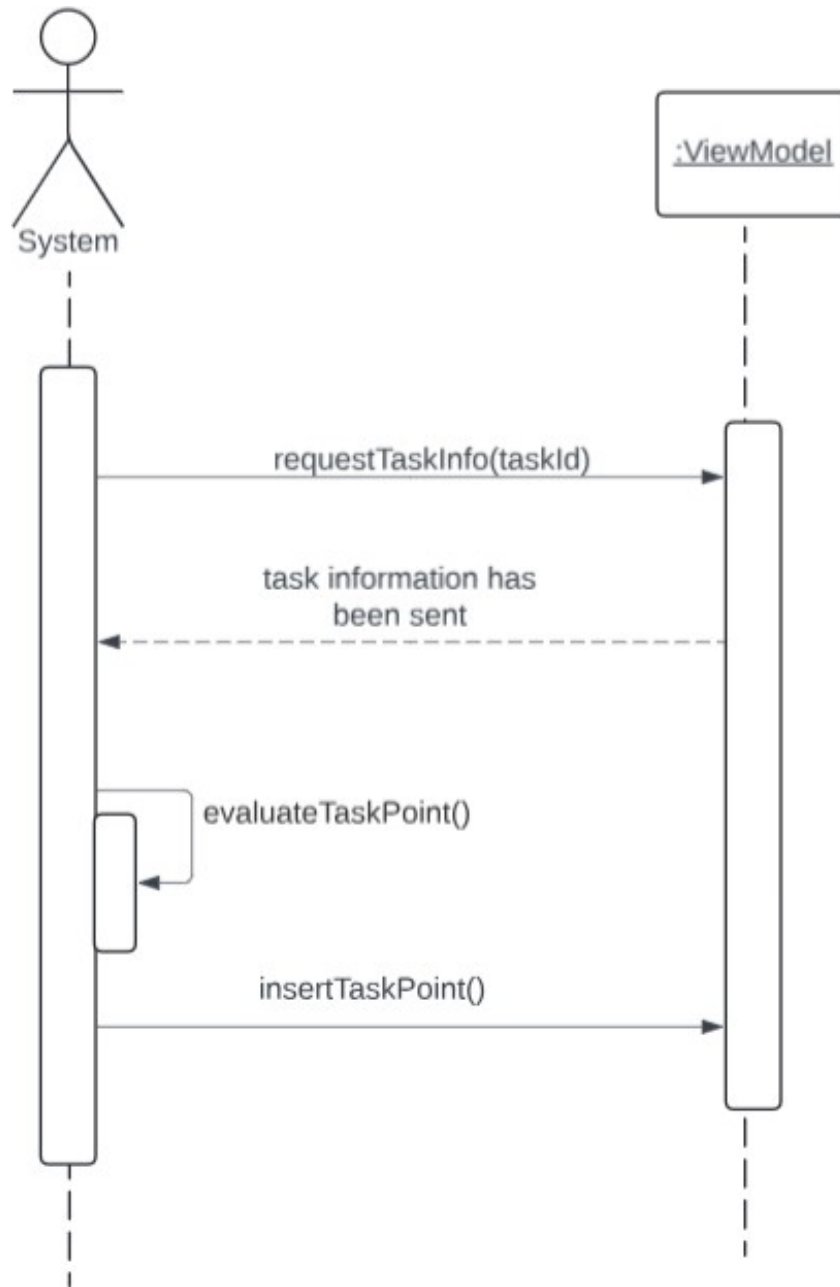 :ViewModel
System
requestTaskInfo(taskId)
task information has
been sent
evaluateTaskPoint()
insertTaskPoint()